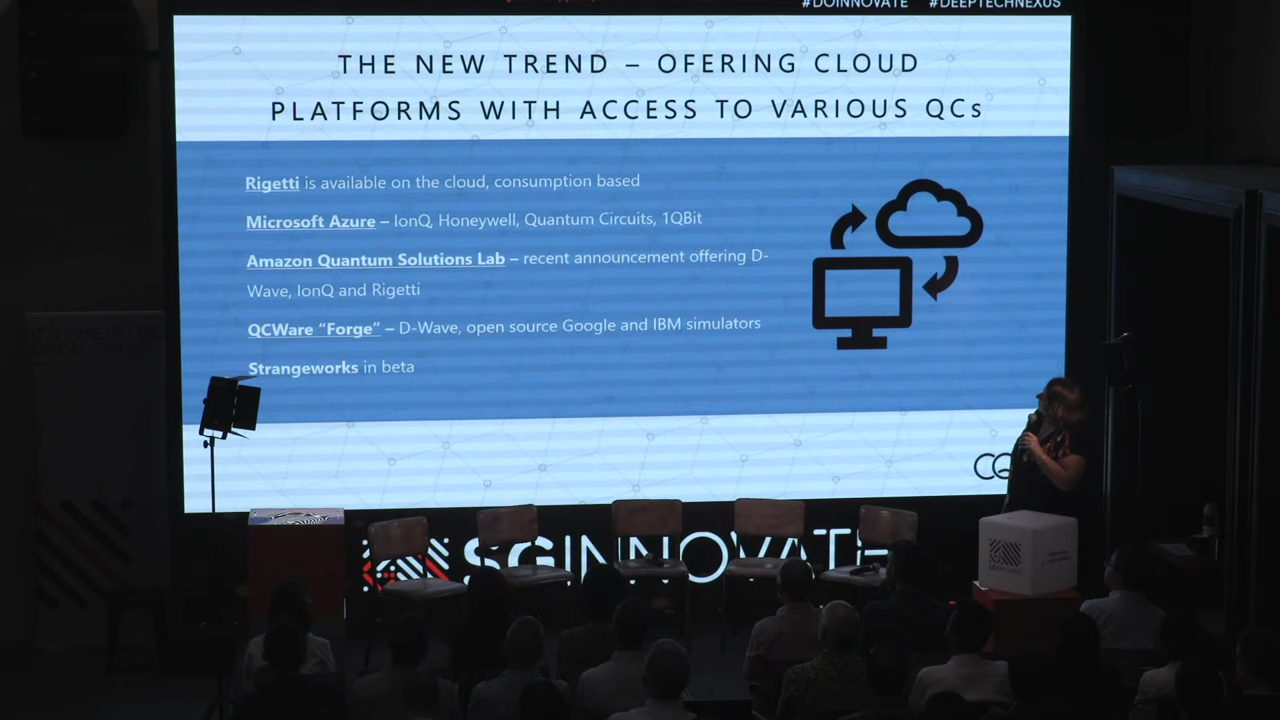 #DOINNOVATE #DEEPTECHNEXUS
THE NEW TREND – OFERING CLOUD
PLATFORMS WITH ACCESS TO VARIOUS QCs
Rigetti is available on the cloud, consumption based
Microsoft Azure – IonQ, Honeywell, Quantum Circuits, 1QBit
Amazon Quantum Solutions Lab – recent announcement offering D-
Wave, IonQ and Rigetti
QCWare “Forge” – D-Wave, open source Google and IBM simulators
Strangeworks in beta
CQ
SGINNOVATE